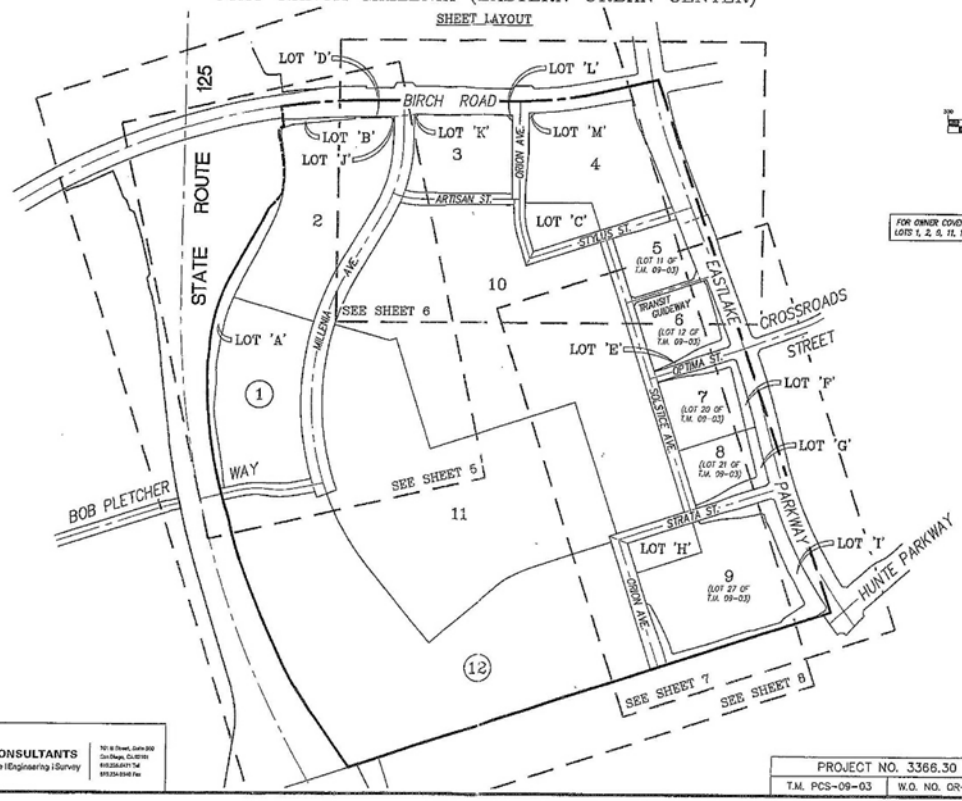 SHEET LAYOUT
STATE ROUTE 125
LOT 'D'
LOT 'L'
BIRCH ROAD
LOT 'B'
LOT 'J'
LOT 'K'
LOT 'M'
3
4
2
ORION AVE.
ARTISAN ST.
LOT 'C'
STYLUS ST.
5
(LOT 11 OF
T.M. 09-03)
10
TRANSIT
GUIDEWAY
6
(LOT 12 OF
T.M. 09-03)
EASTLAKE
PARKWAY
CROSSROADS
STREET
SEE SHEET 6
MILLENIA AVE.
LOT 'A'
LOT 'E'
OPTIMA ST.
1
7
(LOT 20 OF
T.M. 09-03)
LOT 'F'
SOLSTICE AVE.
8
(LOT 21 OF
T.M. 09-03)
LOT 'G'
BOB PLETCHER WAY
SEE SHEET 5
11
STRATA ST.
LOT 'H'
LOT 'I'
9
(LOT 27 OF
T.M. 09-03)
HUNTE PARKWAY
ORION AVE.
12
SEE SHEET 7
SEE SHEET 8
PROJECT NO. 3366.30
T.M. PCS-09-03
W.O. NO. OR-